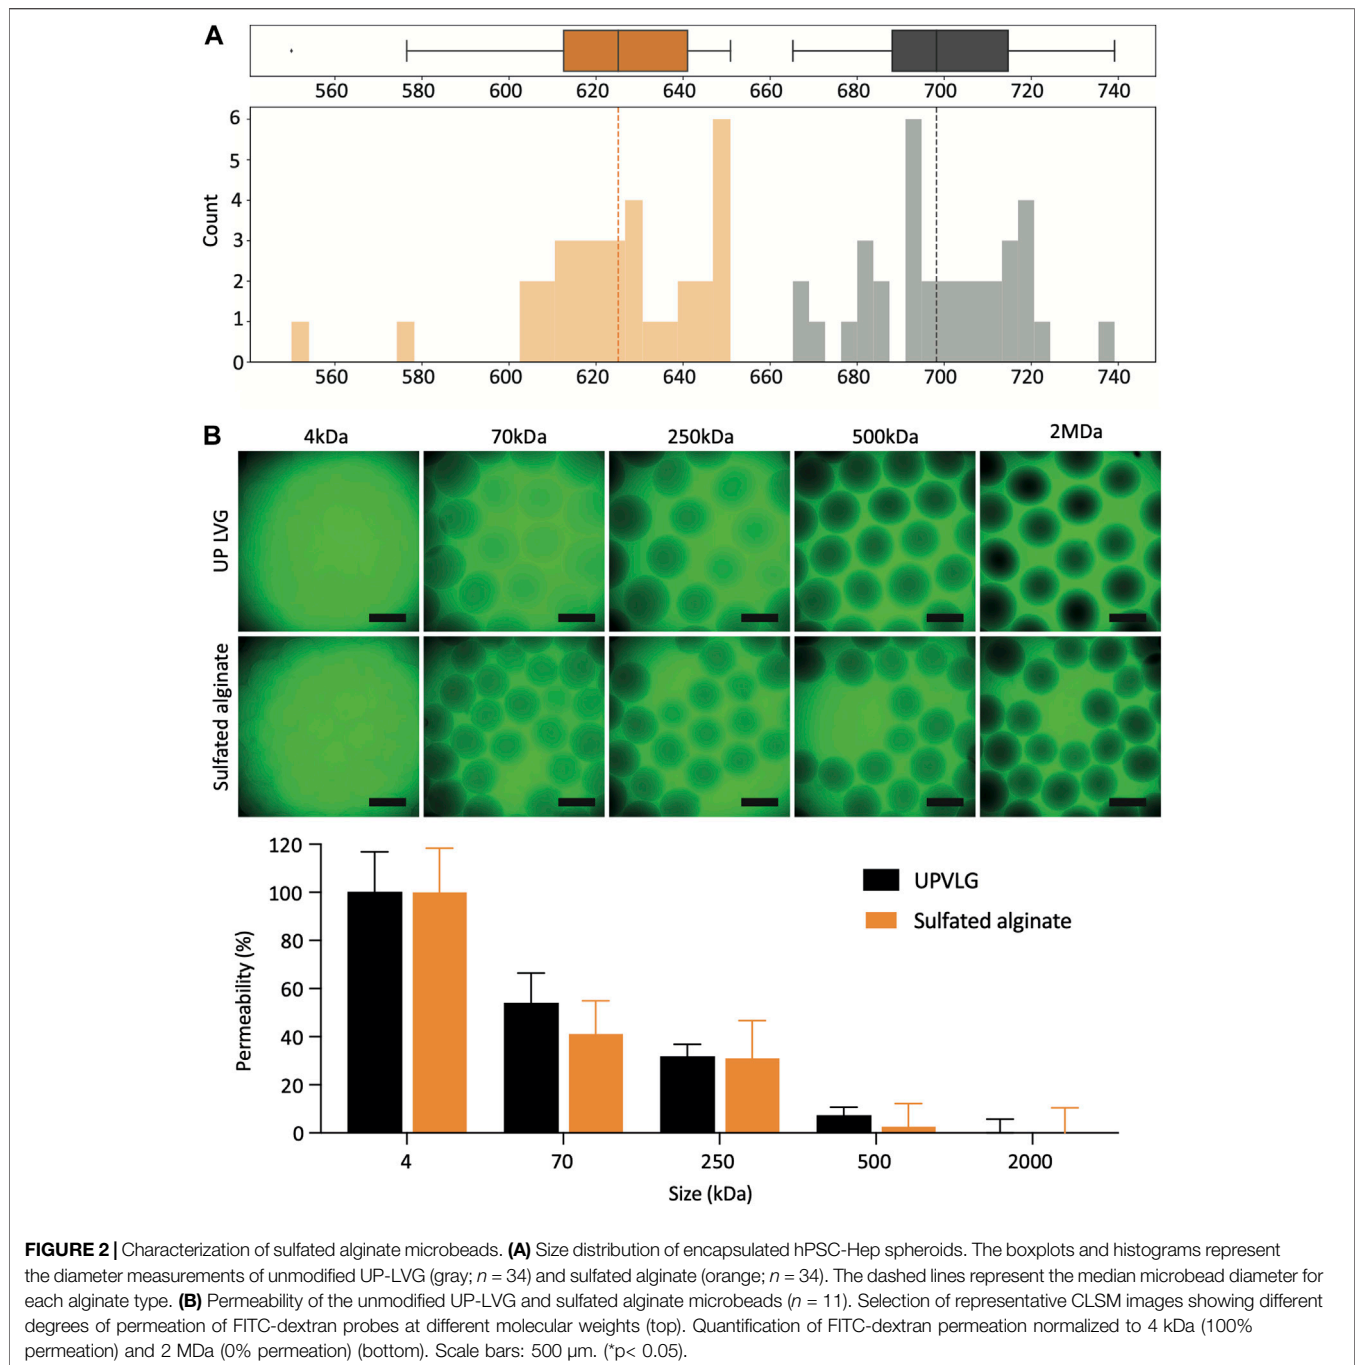 A
560 580 600 620 640 660 680 700 720 740
6
5
4
3
2
1
0
Count
560 580 600 620 640 660 680 700 720 740
B
4kDa 70kDa 250kDa 500kDa 2MDa
UP LVG
Sulfated alginate
120
100
80
60
40
20
0
Permeability (%)
UPVLG
Sulfated alginate
4 70 250 500 2000
Size (kDa)
FIGURE 2 | Characterization of sulfated alginate microbeads. (A) Size distribution of encapsulated hPSC-Hep spheroids. The boxplots and histograms represent
the diameter measurements of unmodified UP-LVG (gray; n = 34) and sulfated alginate (orange; n = 34). The dashed lines represent the median microbead diameter for
each alginate type. (B) Permeability of the unmodified UP-LVG and sulfated alginate microbeads (n = 11). Selection of representative CLSM images showing different
degrees of permeation of FITC-dextran probes at different molecular weights (top). Quantification of FITC-dextran permeation normalized to 4 kDa (100%
permeation) and 2 MDa (0% permeation) (bottom). Scale bars: 500 μm. (*p< 0.05).